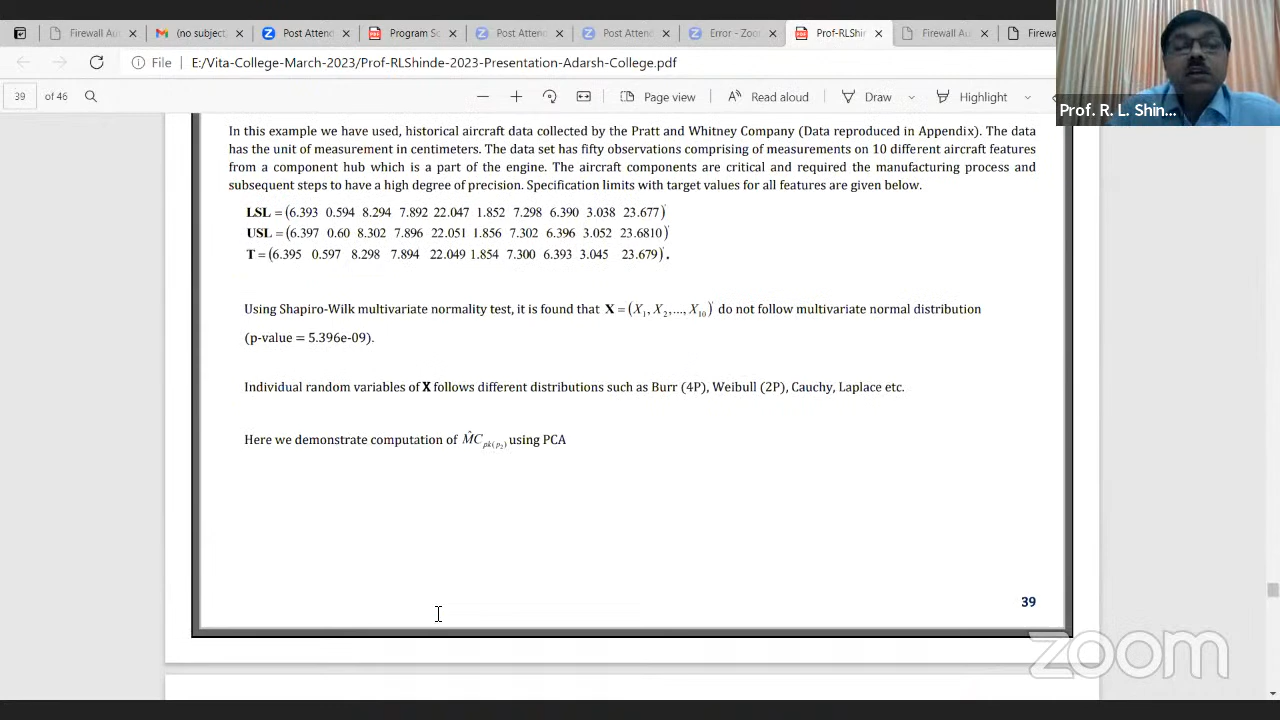 Firewall Au
(no subject
Post Attend
Program Sc
Post Attend
Post Attend
Error - Zoo
Prof-RLShin
Firewall Au
Firewa
File
E:/Vita-College-March-2023/Prof-RLShinde-2023-Presentation-Adarsh-College.pdf
39 of 46
Page view
Read aloud
Draw
Highlight
Prof. R. L. Shin...
In this example we have used, historical aircraft data collected by the Pratt and Whitney Company (Data reproduced in Appendix). The data
has the unit of measurement in centimeters. The data set has fifty observations comprising of measurements on 10 different aircraft features
from a component hub which is a part of the engine. The aircraft components are critical and required the manufacturing process and
subsequent steps to have a high degree of precision. Specification limits with target values for all features are given below.
LSL = (6.393 0.594 8.294 7.892 22.047 1.852 7.298 6.390 3.038 23.677)'
USL = (6.397 0.60 8.302 7.896 22.051 1.856 7.302 6.396 3.052 23.6810)'
T = (6.395 0.597 8.298 7.894 22.049 1.854 7.300 6.393 3.045 23.679)'.
Using Shapiro-Wilk multivariate normality test, it is found that X = (X1, X2,..., X10)' do not follow multivariate normal distribution
(p-value = 5.396e-09).
Individual random variables of X follows different distributions such as Burr (4P), Weibull (2P), Cauchy, Laplace etc.
Here we demonstrate computation of M̂C pk(p2) using PCA
39
zoom